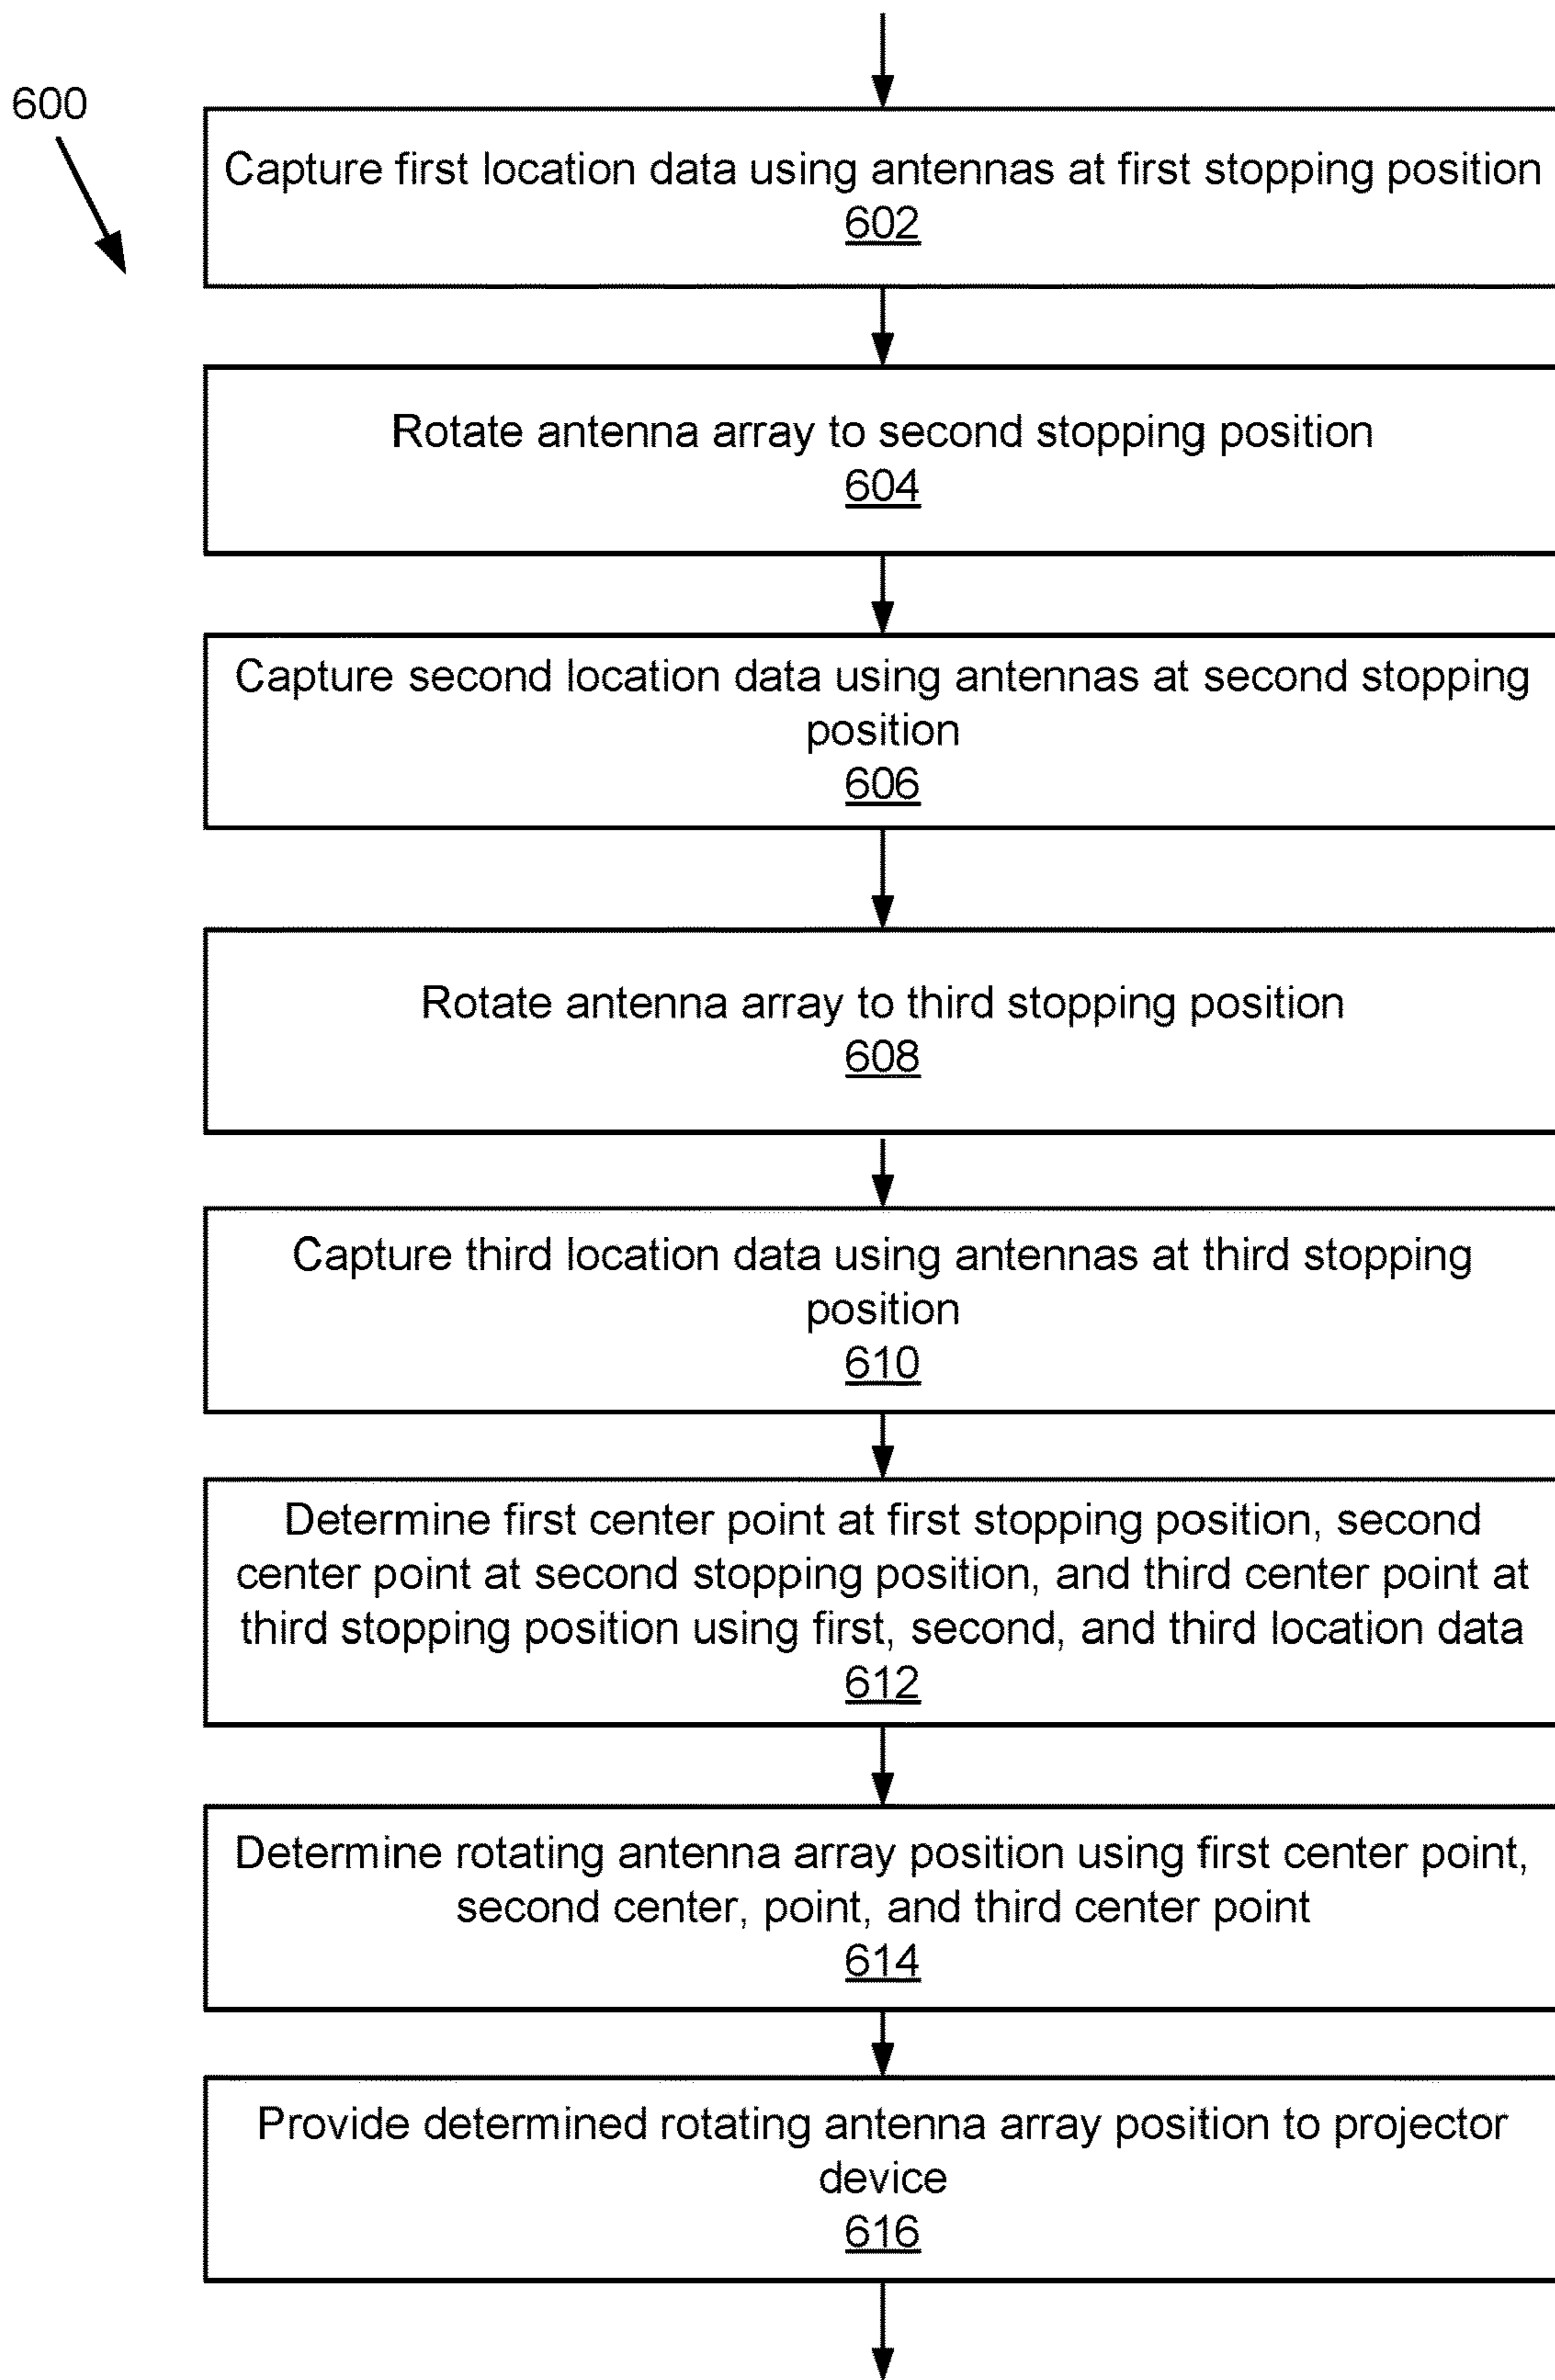 600
Capture first location data using antennas at first stopping position
602
Rotate antenna array to second stopping position
604
Capture second location data using antennas at second stopping
position
606
Rotate antenna array to third stopping position
608
Capture third location data using antennas at third stopping
position
610
Determine first center point at first stopping position, second
center point at second stopping position, and third center point at
third stopping position using first, second, and third location data
612
Determine rotating antenna array position using first center point,
second center, point, and third center point
614
Provide determined rotating antenna array position to projector
device
616